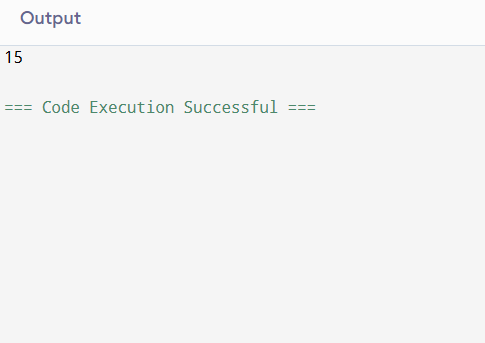 Output
15
=== Code Execution Successful ===